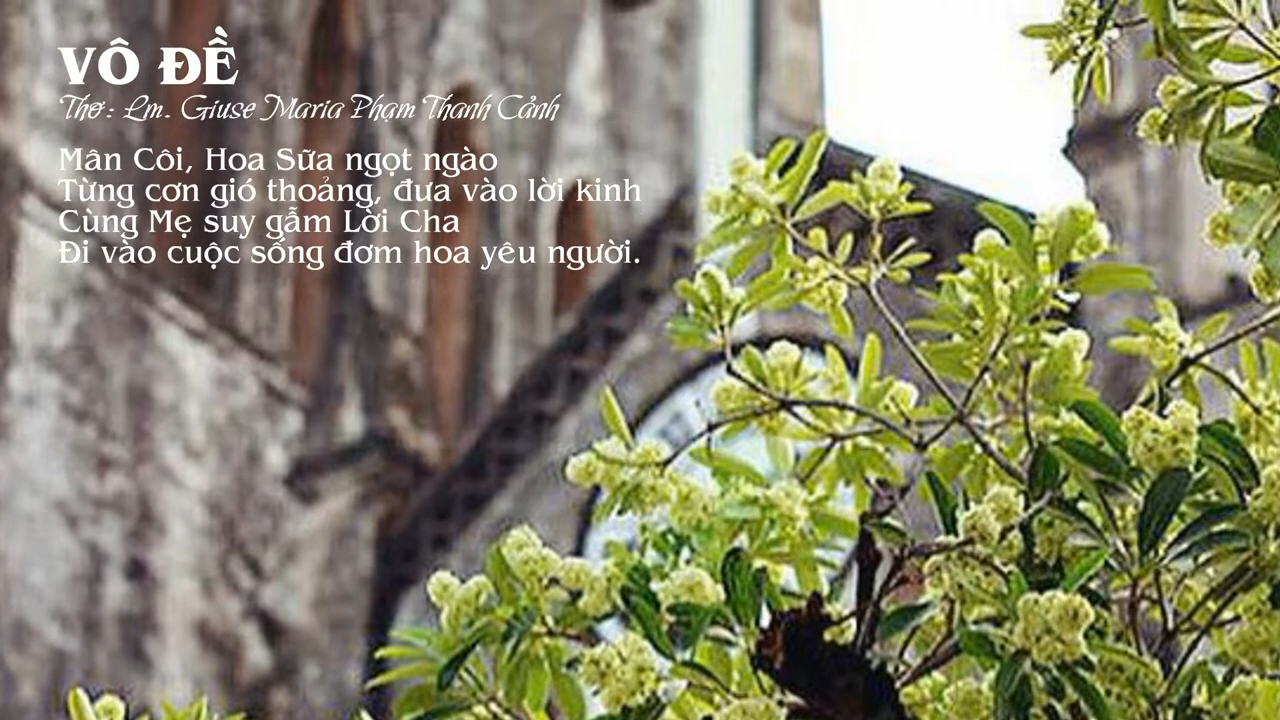 VÔ ĐỀ
Thơ: Lm. Giuse Maria Phạm Thanh Cảnh
Mân Côi, Hoa Sữa ngọt ngào
Từng cơn gió thoảng, đưa vào lời kinh
Cùng Mẹ suy gẫm Lời Cha
Đi vào cuộc sống đơm hoa yêu người.